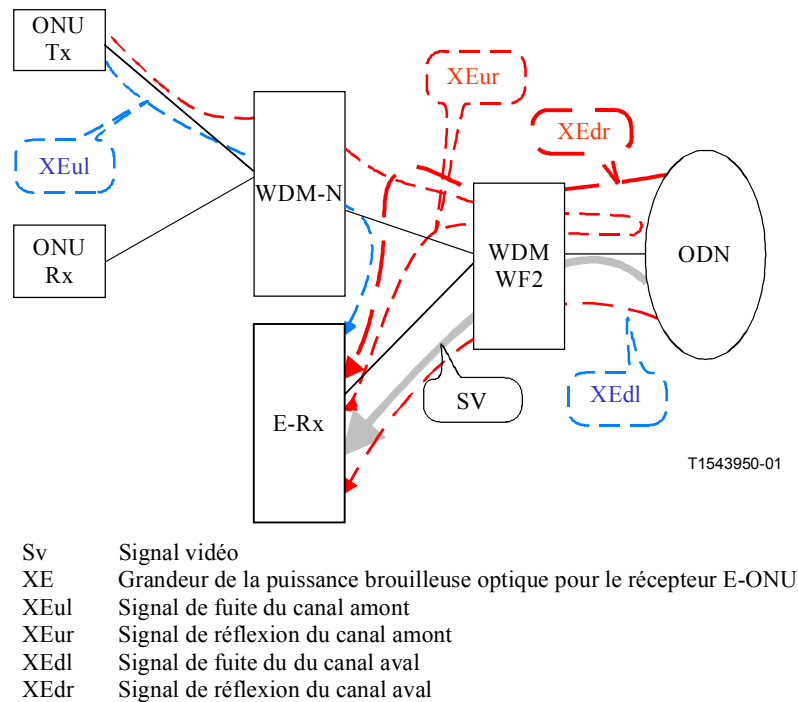 ONU
Tx
XEur
XEdr
XEul
WDM-N
ONU
Rx
WDM
WF2
ODN
XEdl
SV
E-Rx
T1543950-01
Sv Signal vidéo
XE Grandeur de la puissance brouilleuse optique pour le récepteur E-ONU
XEul Signal de fuite du canal amont
XEur Signal de réflexion du canal amont
XEdl Signal de fuite du du canal aval
XEdr Signal de réflexion du canal aval